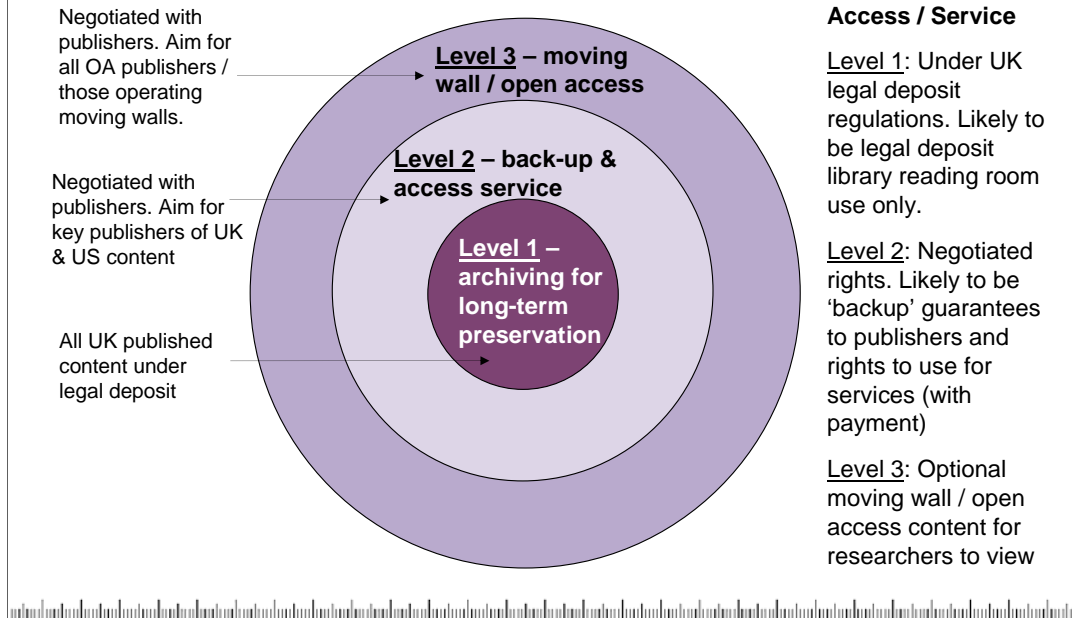 Negotiated with
publishers. Aim for
all OA publishers /
those operating
moving walls.
Negotiated with
publishers. Aim for
key publishers of UK
& US content
All UK published
content under
legal deposit
Level 3 – moving
wall / open access
Level 2 – back-up &
access service
Level 1 –
archiving for
long-term
preservation
Access / Service
Level 1: Under UK
legal deposit
regulations. Likely to
be legal deposit
library reading room
use only.
Level 2: Negotiated
rights. Likely to be
‘backup’ guarantees
to publishers and
rights to use for
services (with
payment)
Level 3: Optional
moving wall / open
access content for
researchers to view